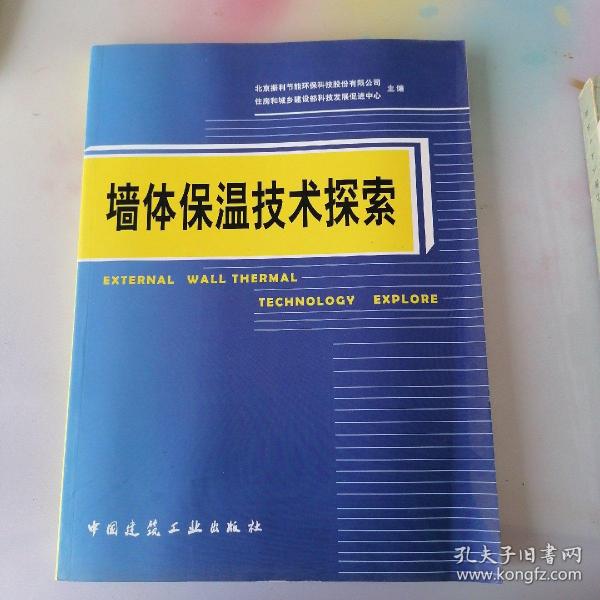 北京振利节能环保科技股份有限公司
住房和城乡建设部科技发展促进中心 主编
墙体保温技术探索
EXTERNAL WALL THERMAL
TECHNOLOGY EXPLORE
中国建筑工业出版社
孔夫子旧书网
www.kongfz.com